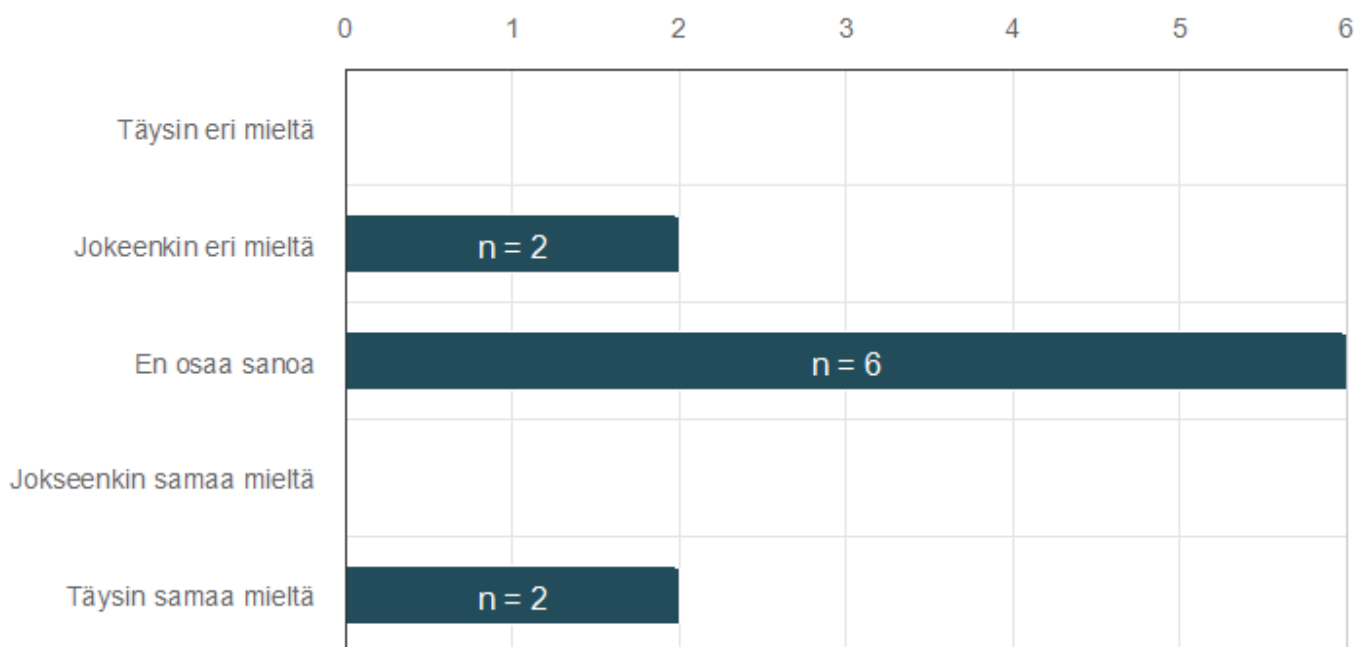 0 1 2 3 4 5 6
Täysin eri mieltä
Jokeenkin eri mieltä
n = 2
En osaa sanoa
n = 6
Jokseenkin samaa mieltä
Täysin samaa mieltä
n = 2